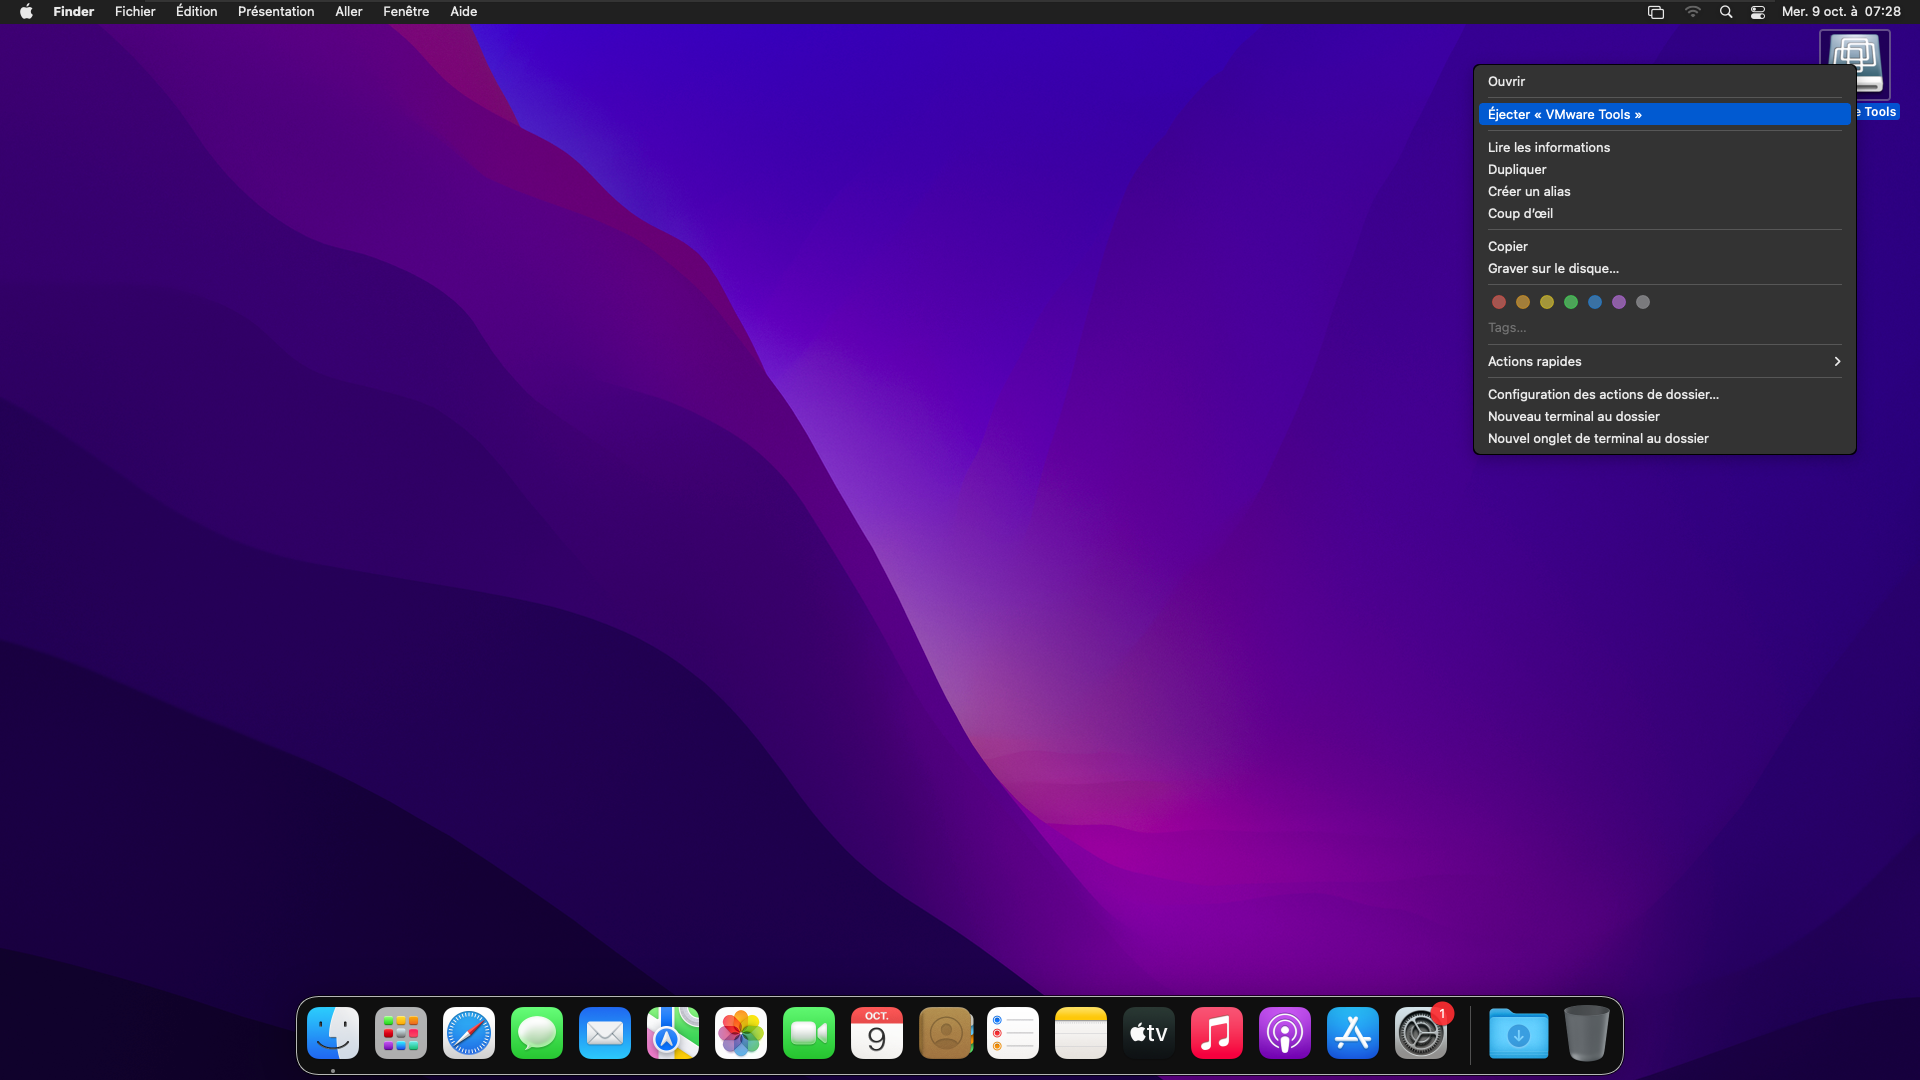 Finder Fichier Édition Présentation Aller Fenêtre Aide Mer. 9 oct. à 07:28
Ouvrir
Éjecter « VMware Tools »
e Tools
Lire les informations
Dupliquer
Créer un alias
Coup d’œil
Copier
Graver sur le disque...
Tags...
Actions rapides
Configuration des actions de dossier...
Nouveau terminal au dossier
Nouvel onglet de terminal au dossier
OCT.
9
tv
1